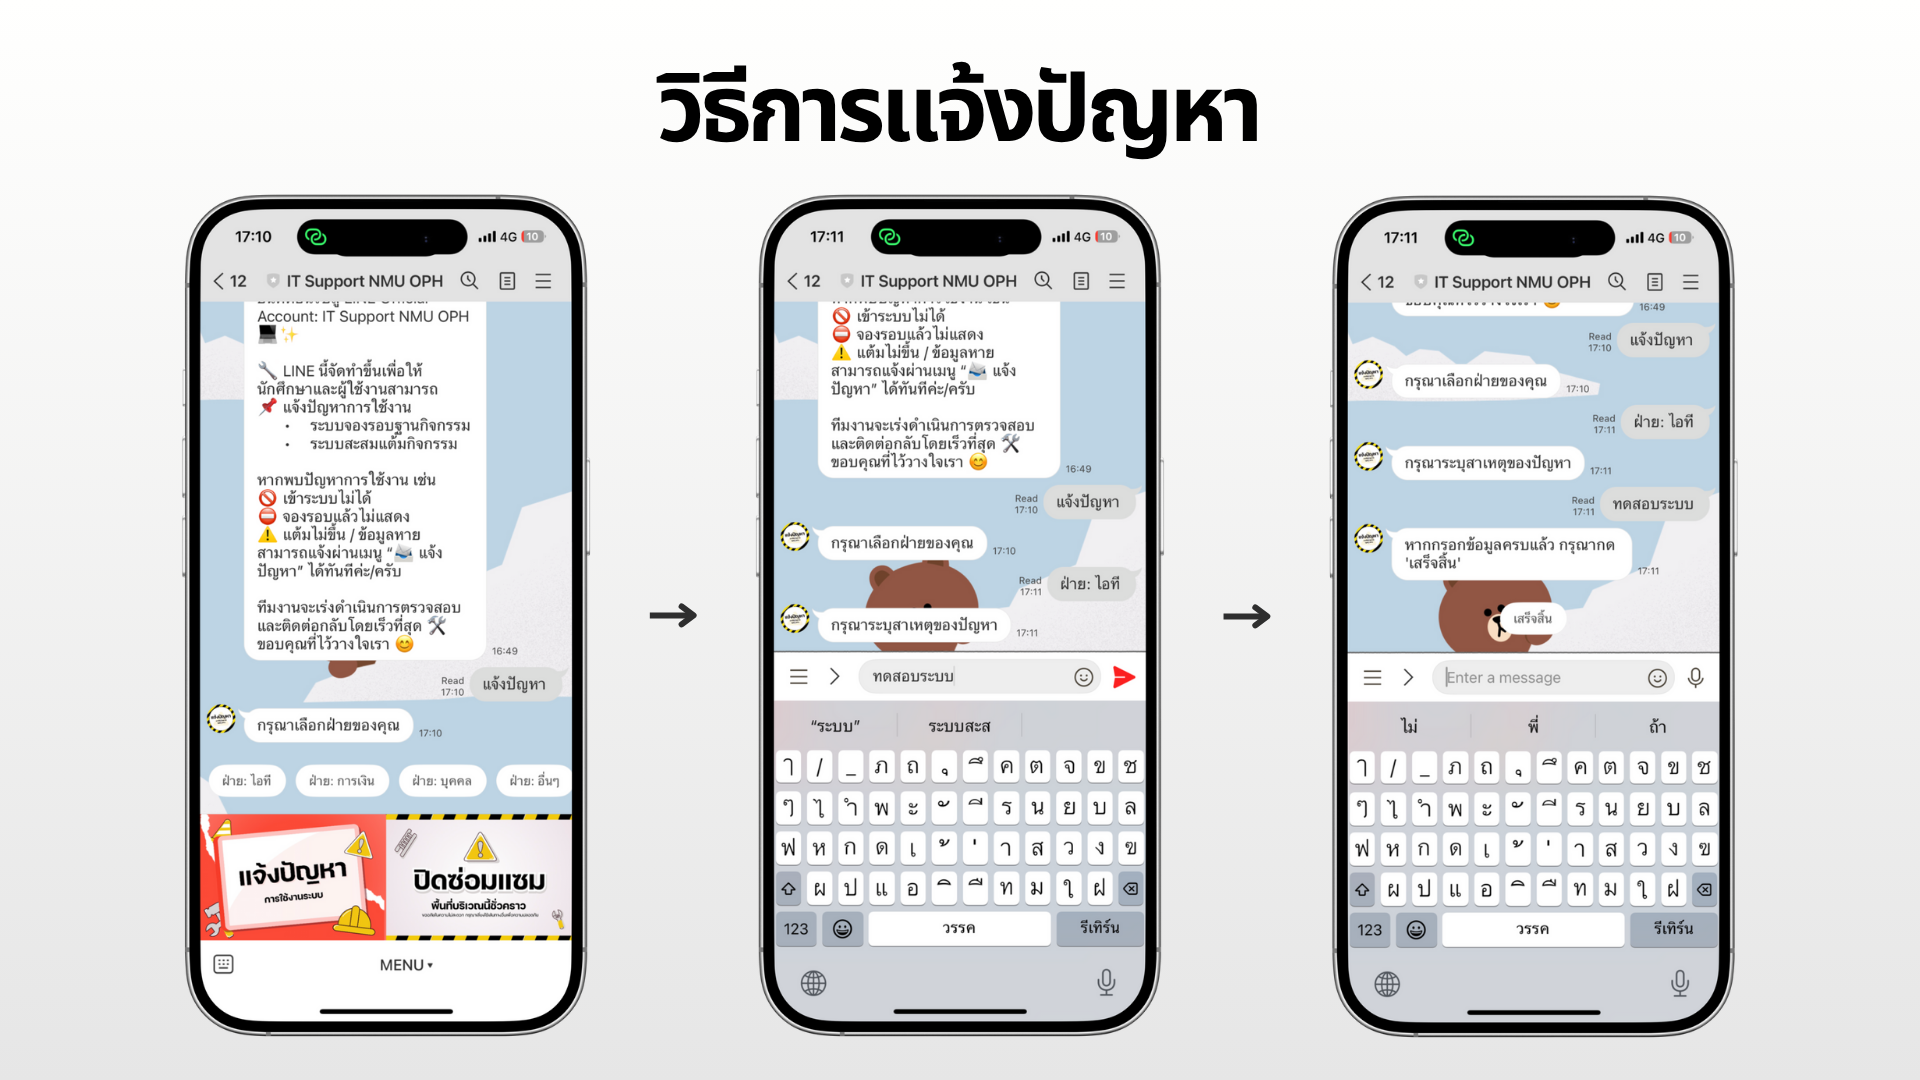 วิธีการแจ้งปัญหา
17:10
4G 10
12 IT Support NMU OPH
Account: IT Support NMU OPH
💻✨
🔧 LINE นี้จัดทำขึ้นเพื่อให้
นักศึกษาและผู้ใช้งานสามารถ
📌 แจ้งปัญหาการใช้งาน
• ระบบจองรอบฐานกิจกรรม
• ระบบสะสมแต้มกิจกรรม
หากพบปัญหาการใช้งาน เช่น
🚫 เข้าระบบไม่ได้
⛔ จองรอบแล้วไม่แสดง
⚠️ แต้มไม่ขึ้น / ข้อมูลหาย
สามารถแจ้งผ่านเมนู “📨 แจ้ง
ปัญหา” ได้ทันทีค่ะ/ครับ
ทีมงานจะเร่งดำเนินการตรวจสอบ
และติดต่อกลับโดยเร็วที่สุด 🛠️
ขอบคุณที่ไว้วางใจเรา 😊
16:49
Read
17:10
แจ้งปัญหา
กรุณาเลือกฝ่ายของคุณ
17:10
ฝ่าย: ไอที
ฝ่าย: การเงิน
ฝ่าย: บุคคล
ฝ่าย: อื่นๆ
แจ้งปัญหา
การใช้งานระบบ
ปิดซ่อมแซม
พื้นที่บริเวณนี้ชั่วคราว
MENU ▾
17:11
4G 10
12 IT Support NMU OPH
🚫 เข้าระบบไม่ได้
⛔ จองรอบแล้วไม่แสดง
⚠️ แต้มไม่ขึ้น / ข้อมูลหาย
สามารถแจ้งผ่านเมนู “📨 แจ้ง
ปัญหา” ได้ทันทีค่ะ/ครับ
ทีมงานจะเร่งดำเนินการตรวจสอบ
และติดต่อกลับโดยเร็วที่สุด 🛠️
ขอบคุณที่ไว้วางใจเรา 😊
16:49
Read
17:10
แจ้งปัญหา
กรุณาเลือกฝ่ายของคุณ
17:10
Read
17:11
ฝ่าย: ไอที
กรุณาระบุสาเหตุของปัญหา
17:11
ทดสอบระบบ
“ระบบ” ระบบสะส
ๅ / _ ภ ถ ุ ึ ค ต จ ข ช
ๆ ไ ำ พ ะ ั ี ร น ย บ ล
ฟ ห ก ด เ ้ ่ า ส ว ง ฃ
ผ ป แ อ ิ ื ท ม ใ ฝ
123 วรรค รีเทิร์น
17:11
4G 10
12 IT Support NMU OPH
16:49
Read
17:10
แจ้งปัญหา
กรุณาเลือกฝ่ายของคุณ
17:10
Read
17:11
ฝ่าย: ไอที
กรุณาระบุสาเหตุของปัญหา
17:11
Read
17:11
ทดสอบระบบ
หากกรอกข้อมูลครบแล้ว กรุณากด
'เสร็จสิ้น'
17:11
เสร็จสิ้น
Enter a message
ไม่ พี่ ถ้า
ๅ / _ ภ ถ ุ ึ ค ต จ ข ช
ๆ ไ ำ พ ะ ั ี ร น ย บ ล
ฟ ห ก ด เ ้ ่ า ส ว ง ฃ
ผ ป แ อ ิ ื ท ม ใ ฝ
123 วรรค รีเทิร์น